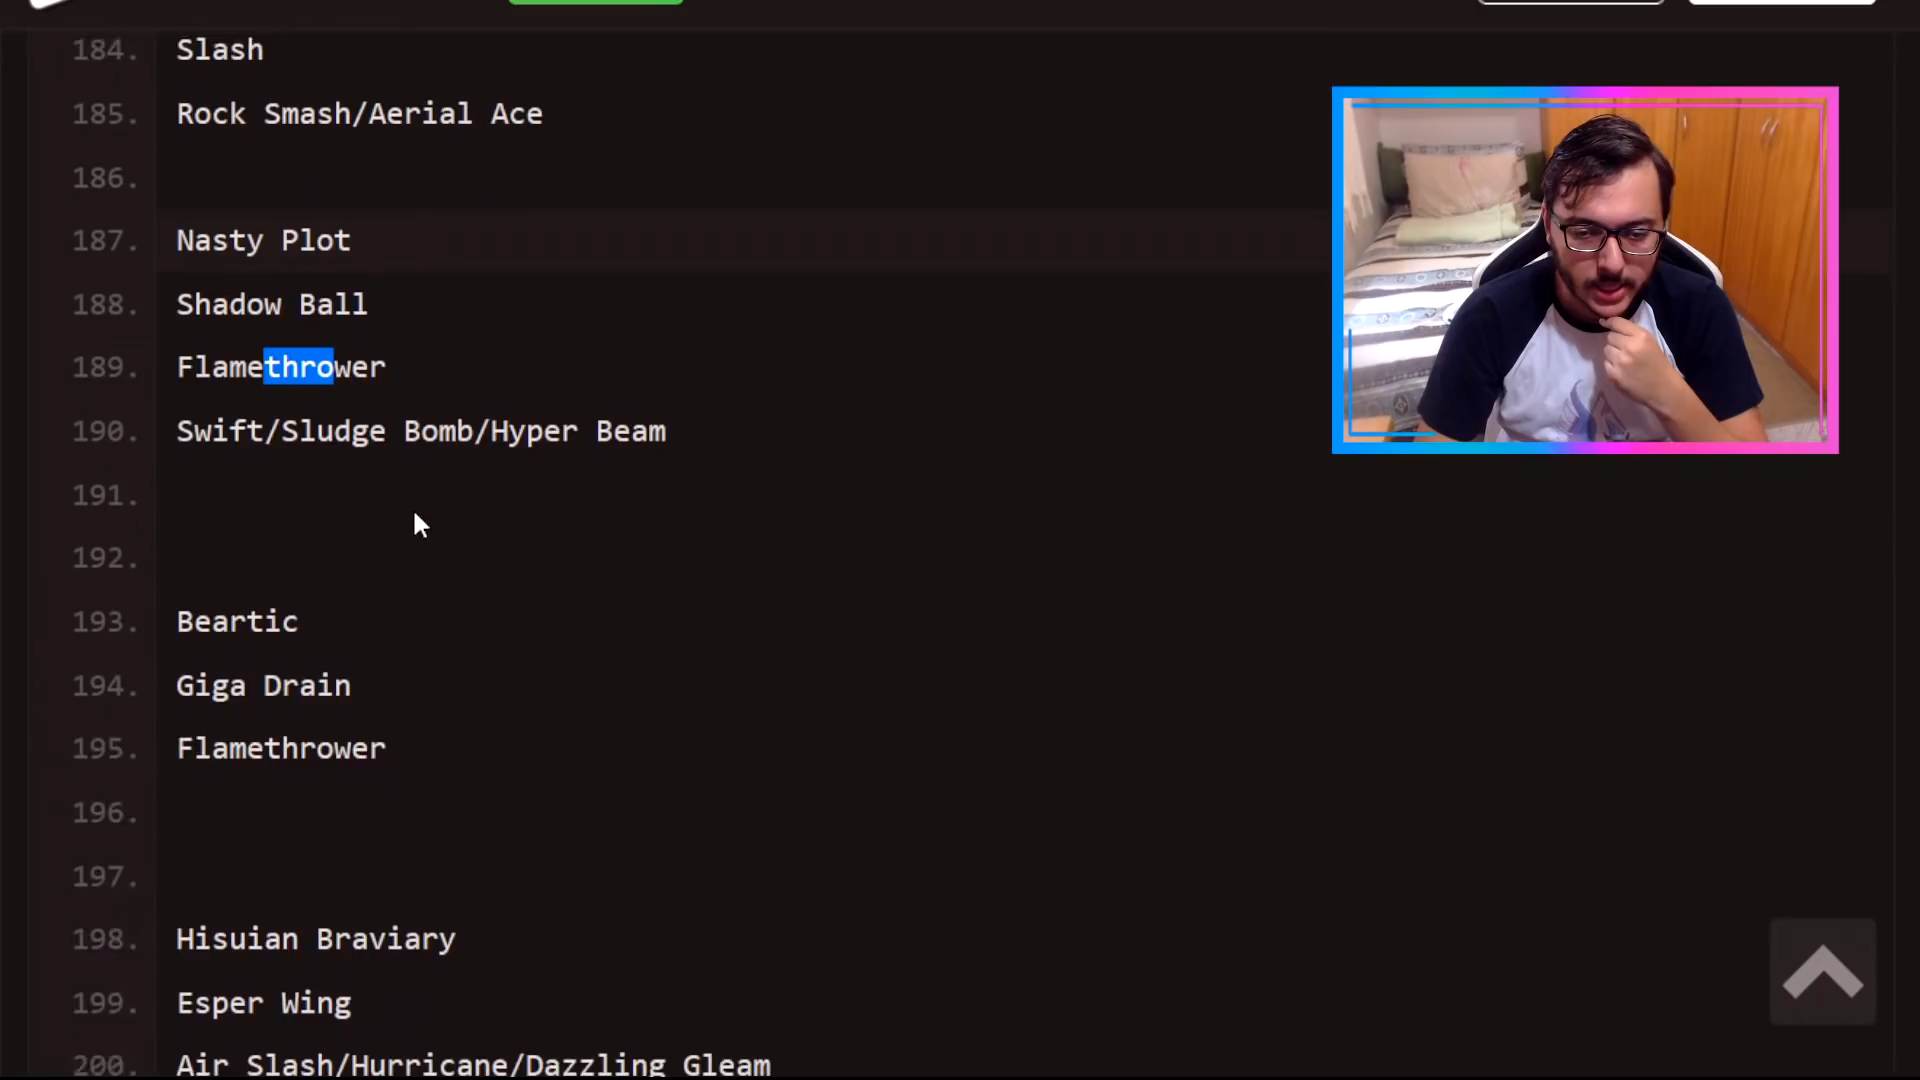 184. Slash
185. Rock Smash/Aerial Ace
186.
187. Nasty Plot
188. Shadow Ball
189. Flamethrower
190. Swift/Sludge Bomb/Hyper Beam
191.
192.
193. Beartic
194. Giga Drain
195. Flamethrower
196.
197.
198. Hisuian Braviary
199. Esper Wing
200. Air Slash/Hurricane/Dazzling Gleam